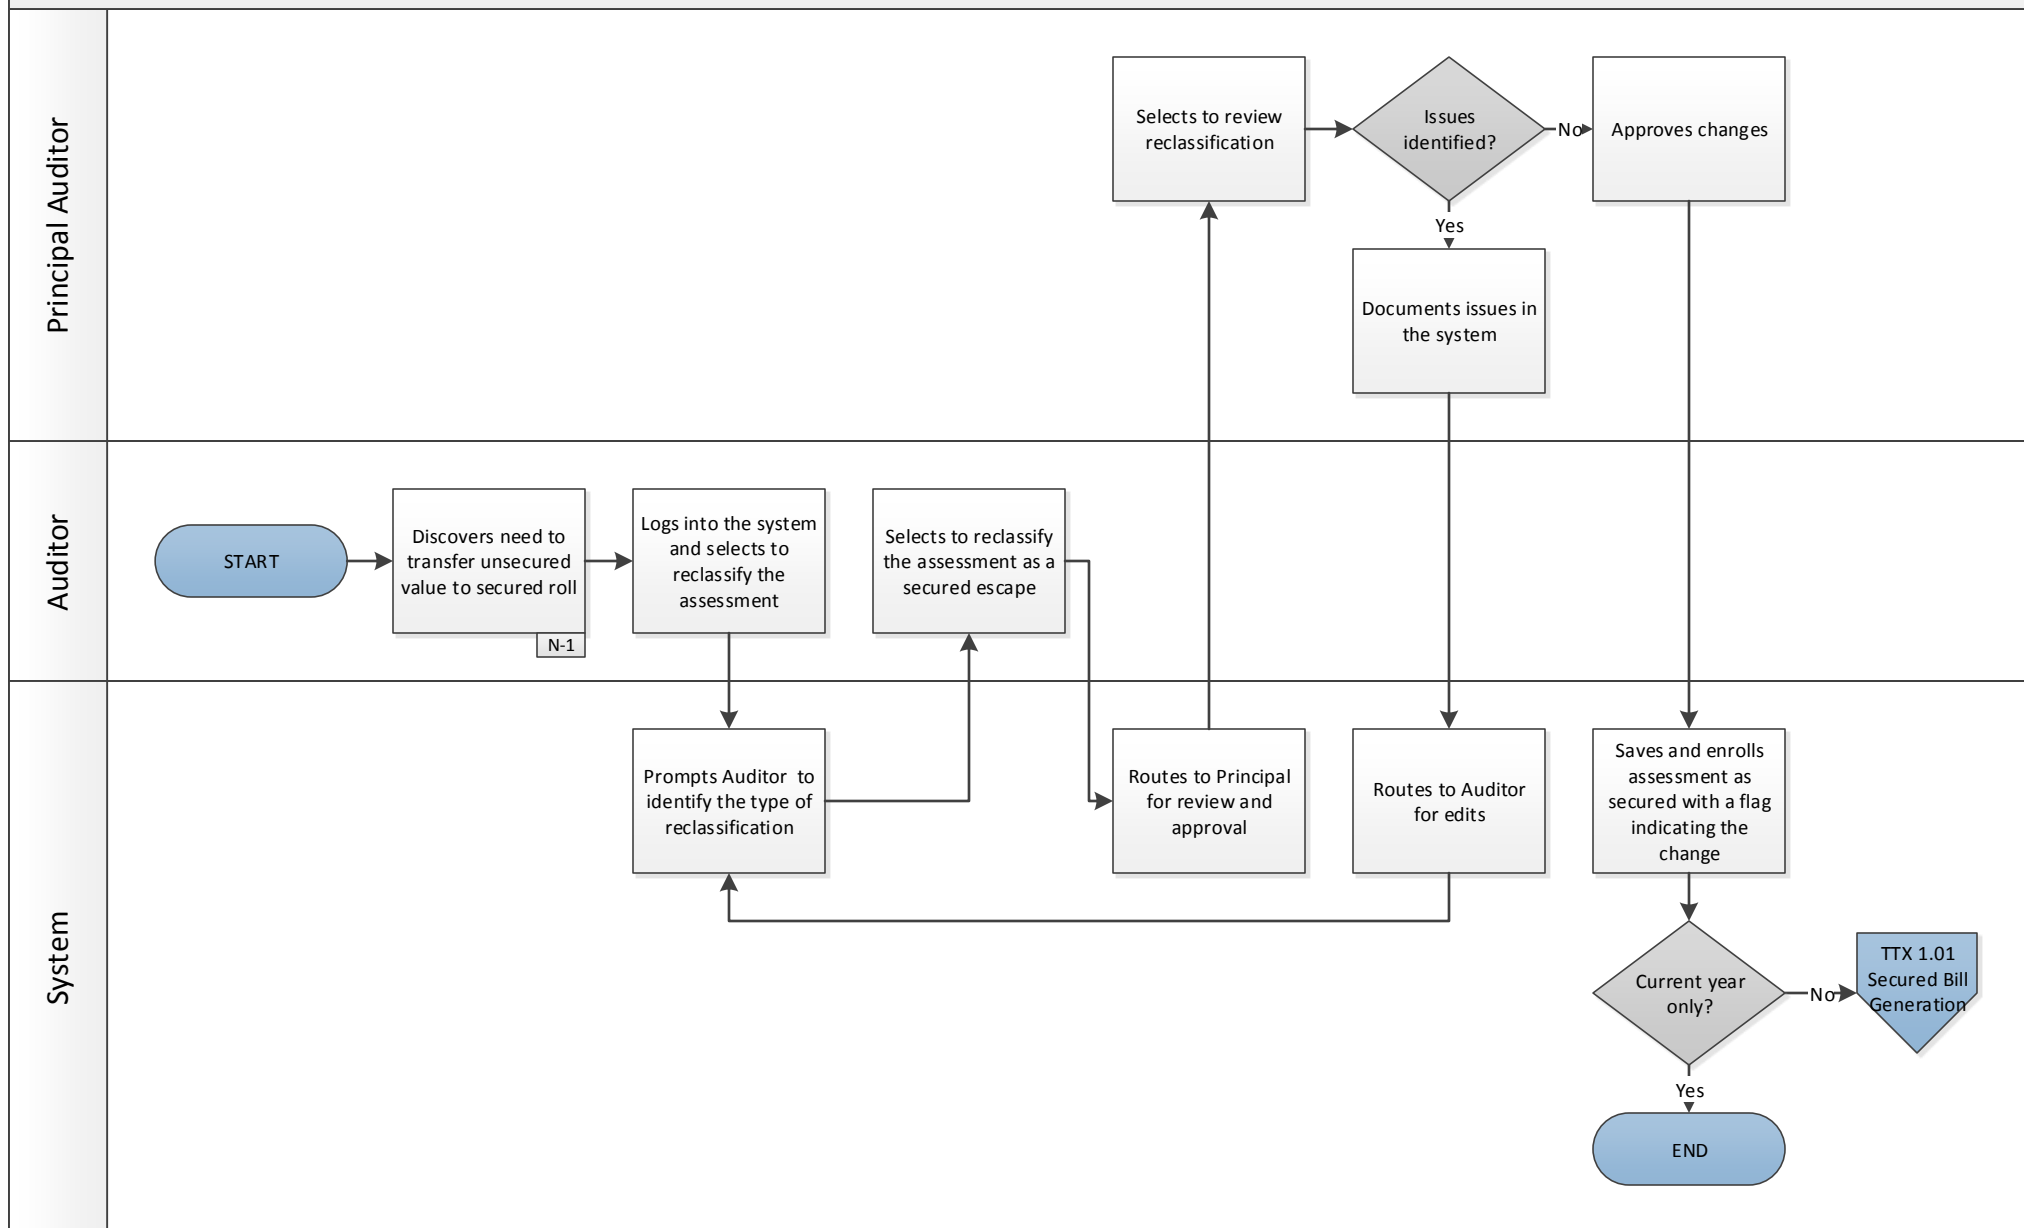 Principal Auditor
Selects to review
reclassification
Issues
identified?
No
Approves changes
Yes
Documents issues in
the system
Auditor
START
Discovers need to
transfer unsecured
value to secured roll
N-1
Logs into the system
and selects to
reclassify the
assessment
Selects to reclassify
the assessment as a
secured escape
System
Prompts Auditor to
identify the type of
reclassification
Routes to Principal
for review and
approval
Routes to Auditor
for edits
Saves and enrolls
assessment as
secured with a flag
indicating the
change
Current year
only?
No
TTX 1.01
Secured Bill
Generation
Yes
END